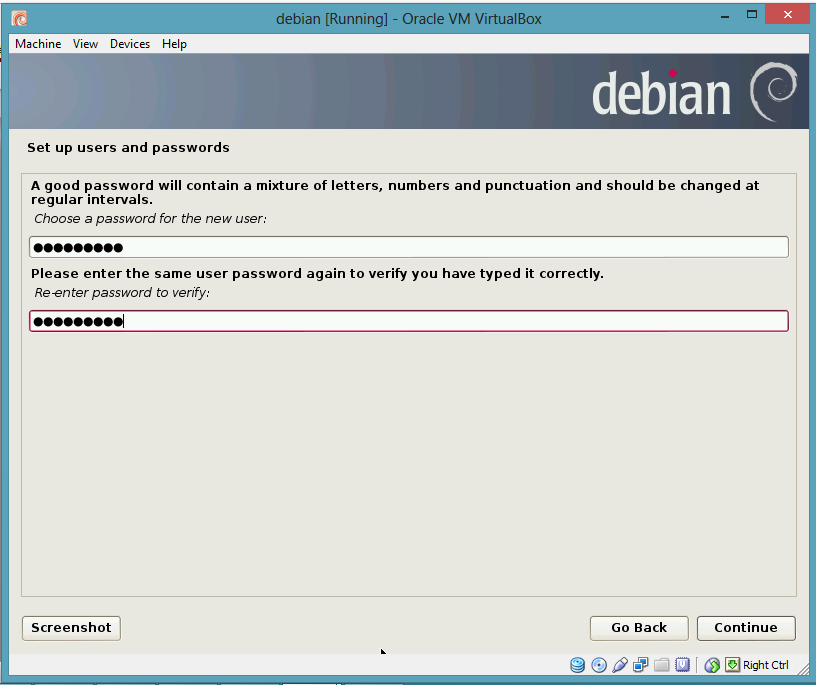 debian [Running] - Oracle VM VirtualBox
Machine View Devices Help
debian
Set up users and passwords
A good password will contain a mixture of letters, numbers and punctuation and should be changed at
regular intervals.
Choose a password for the new user:
●●●●●●●●●
Please enter the same user password again to verify you have typed it correctly.
Re-enter password to verify:
●●●●●●●●●
Screenshot Go Back Continue
Right Ctrl